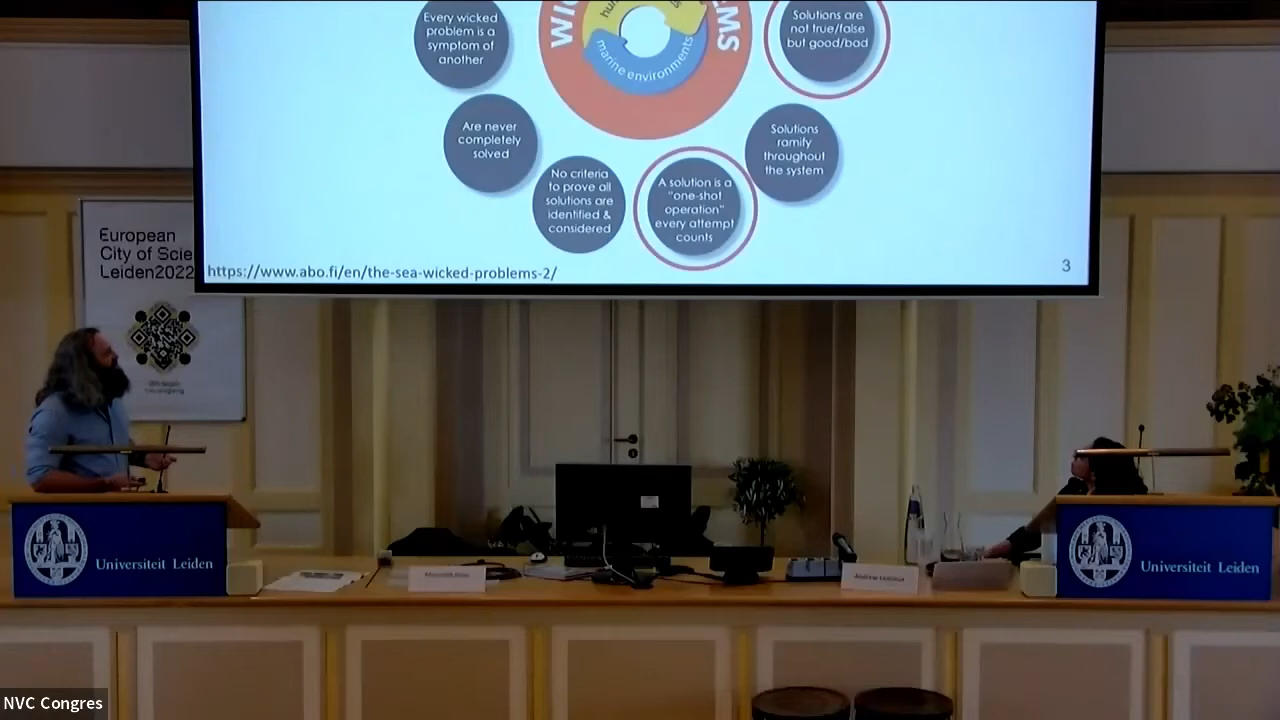 Every wicked
problem is a
symptom of
another
WIC
EMS
hu
marine environments
Solutions are
not true/false
but good/bad
Are never
completely
solved
No criteria
to prove all
solutions are
identified &
considered
A solution is a
"one-shot
operation"
every attempt
counts
Solutions
ramify
throughout
the system
https://www.abo.fi/en/the-sea-wicked-problems-2/
3
European
City of Scie
Leiden2022
Universiteit Leiden
Universiteit Leiden
NVC Congres